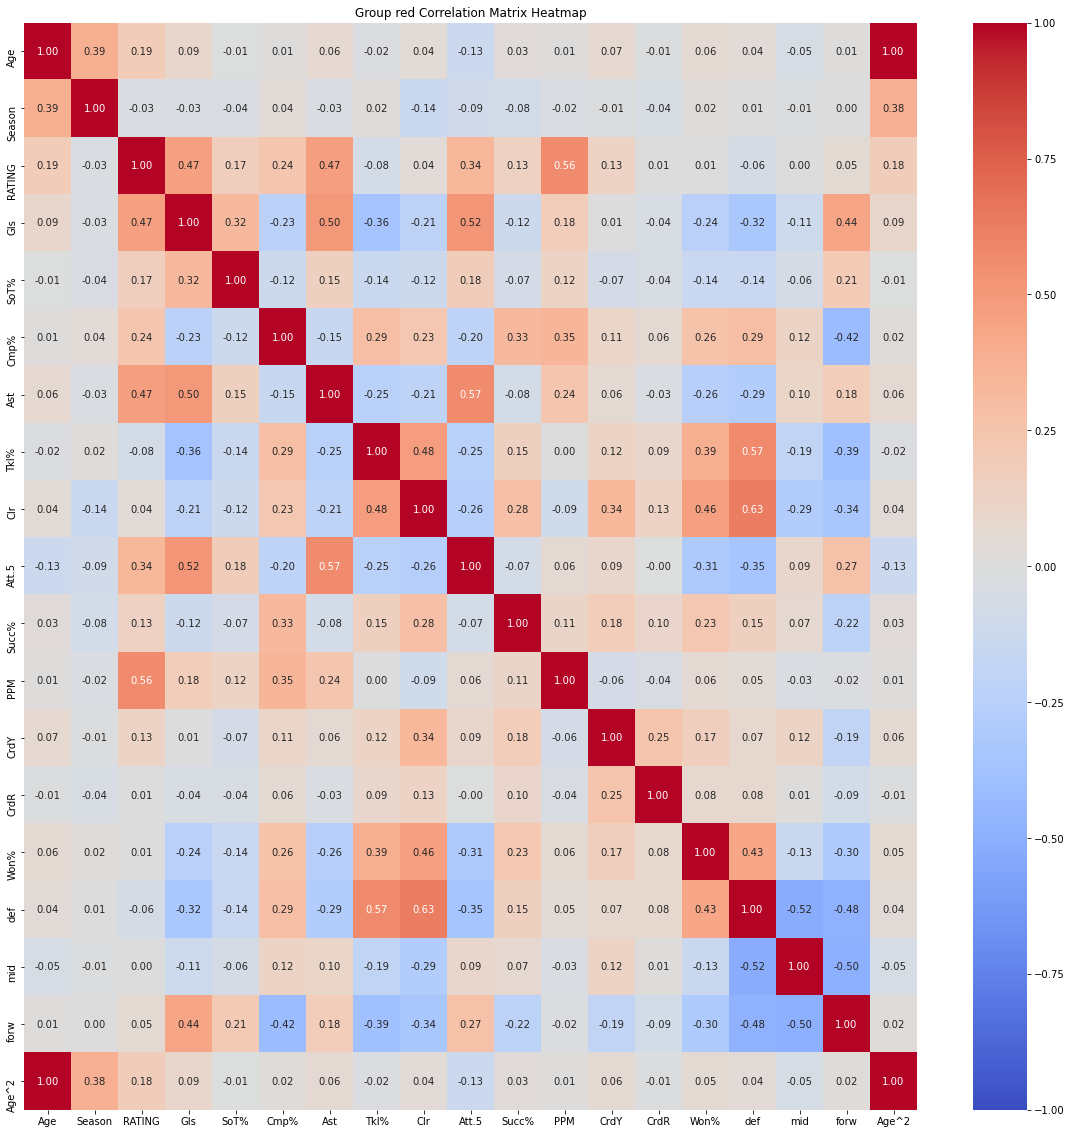 Group red Correlation Matrix Heatmap
Age 1.00 0.39 0.19 0.09 -0.01 0.01 0.06 -0.02 0.04 -0.13 0.03 0.01 0.07 -0.01 0.06 0.04 -0.05 0.01 1.00
Season 0.39 1.00 -0.03 -0.03 -0.04 0.04 -0.03 0.02 -0.14 -0.09 -0.08 -0.02 -0.01 -0.04 0.02 0.01 -0.01 0.00 0.38
RATING 0.19 -0.03 1.00 0.47 0.17 0.24 0.47 -0.08 0.04 0.34 0.13 0.56 0.13 0.01 0.01 -0.06 0.00 0.05 0.18
Gls 0.09 -0.03 0.47 1.00 0.32 -0.23 0.50 -0.36 -0.21 0.52 -0.12 0.18 0.01 -0.04 -0.24 -0.32 -0.11 0.44 0.09
SoT% -0.01 -0.04 0.17 0.32 1.00 -0.12 0.15 -0.14 -0.12 0.18 -0.07 0.12 -0.07 -0.04 -0.14 -0.14 -0.06 0.21 -0.01
Cmp% 0.01 0.04 0.24 -0.23 -0.12 1.00 -0.15 0.29 0.23 -0.20 0.33 0.35 0.11 0.06 0.26 0.29 0.12 -0.42 0.02
Ast 0.06 -0.03 0.47 0.50 0.15 -0.15 1.00 -0.25 -0.21 0.57 -0.08 0.24 0.06 -0.03 -0.26 -0.29 0.10 0.18 0.06
Tkl% -0.02 0.02 -0.08 -0.36 -0.14 0.29 -0.25 1.00 0.48 -0.25 0.15 0.00 0.12 0.09 0.39 0.57 -0.19 -0.39 -0.02
Clr 0.04 -0.14 0.04 -0.21 -0.12 0.23 -0.21 0.48 1.00 -0.26 0.28 -0.09 0.34 0.13 0.46 0.63 -0.29 -0.34 0.04
Att.5 -0.13 -0.09 0.34 0.52 0.18 -0.20 0.57 -0.25 -0.26 1.00 -0.07 0.06 0.09 -0.00 -0.31 -0.35 0.09 0.27 -0.13
Succ% 0.03 -0.08 0.13 -0.12 -0.07 0.33 -0.08 0.15 0.28 -0.07 1.00 0.11 0.18 0.10 0.23 0.15 0.07 -0.22 0.03
PPM 0.01 -0.02 0.56 0.18 0.12 0.35 0.24 0.00 -0.09 0.06 0.11 1.00 -0.06 -0.04 0.06 0.05 -0.03 -0.02 0.01
CrdY 0.07 -0.01 0.13 0.01 -0.07 0.11 0.06 0.12 0.34 0.09 0.18 -0.06 1.00 0.25 0.17 0.07 0.12 -0.19 0.06
CrdR -0.01 -0.04 0.01 -0.04 -0.04 0.06 -0.03 0.09 0.13 -0.00 0.10 -0.04 0.25 1.00 0.08 0.08 0.01 -0.09 -0.01
Won% 0.06 0.02 0.01 -0.24 -0.14 0.26 -0.26 0.39 0.46 -0.31 0.23 0.06 0.17 0.08 1.00 0.43 -0.13 -0.30 0.05
def 0.04 0.01 -0.06 -0.32 -0.14 0.29 -0.29 0.57 0.63 -0.35 0.15 0.05 0.07 0.08 0.43 1.00 -0.52 -0.48 0.04
mid -0.05 -0.01 0.00 -0.11 -0.06 0.12 0.10 -0.19 -0.29 0.09 0.07 -0.03 0.12 0.01 -0.13 -0.52 1.00 -0.50 -0.05
forw 0.01 0.00 0.05 0.44 0.21 -0.42 0.18 -0.39 -0.34 0.27 -0.22 -0.02 -0.19 -0.09 -0.30 -0.48 -0.50 1.00 0.02
Age^2 1.00 0.38 0.18 0.09 -0.01 0.02 0.06 -0.02 0.04 -0.13 0.03 0.01 0.06 -0.01 0.05 0.04 -0.05 0.02 1.00
Age Season RATING Gls SoT% Cmp% Ast Tkl% Clr Att.5 Succ% PPM CrdY CrdR Won% def mid forw Age^2
1.00
0.75
0.50
0.25
0.00
−0.25
−0.50
−0.75
−1.00